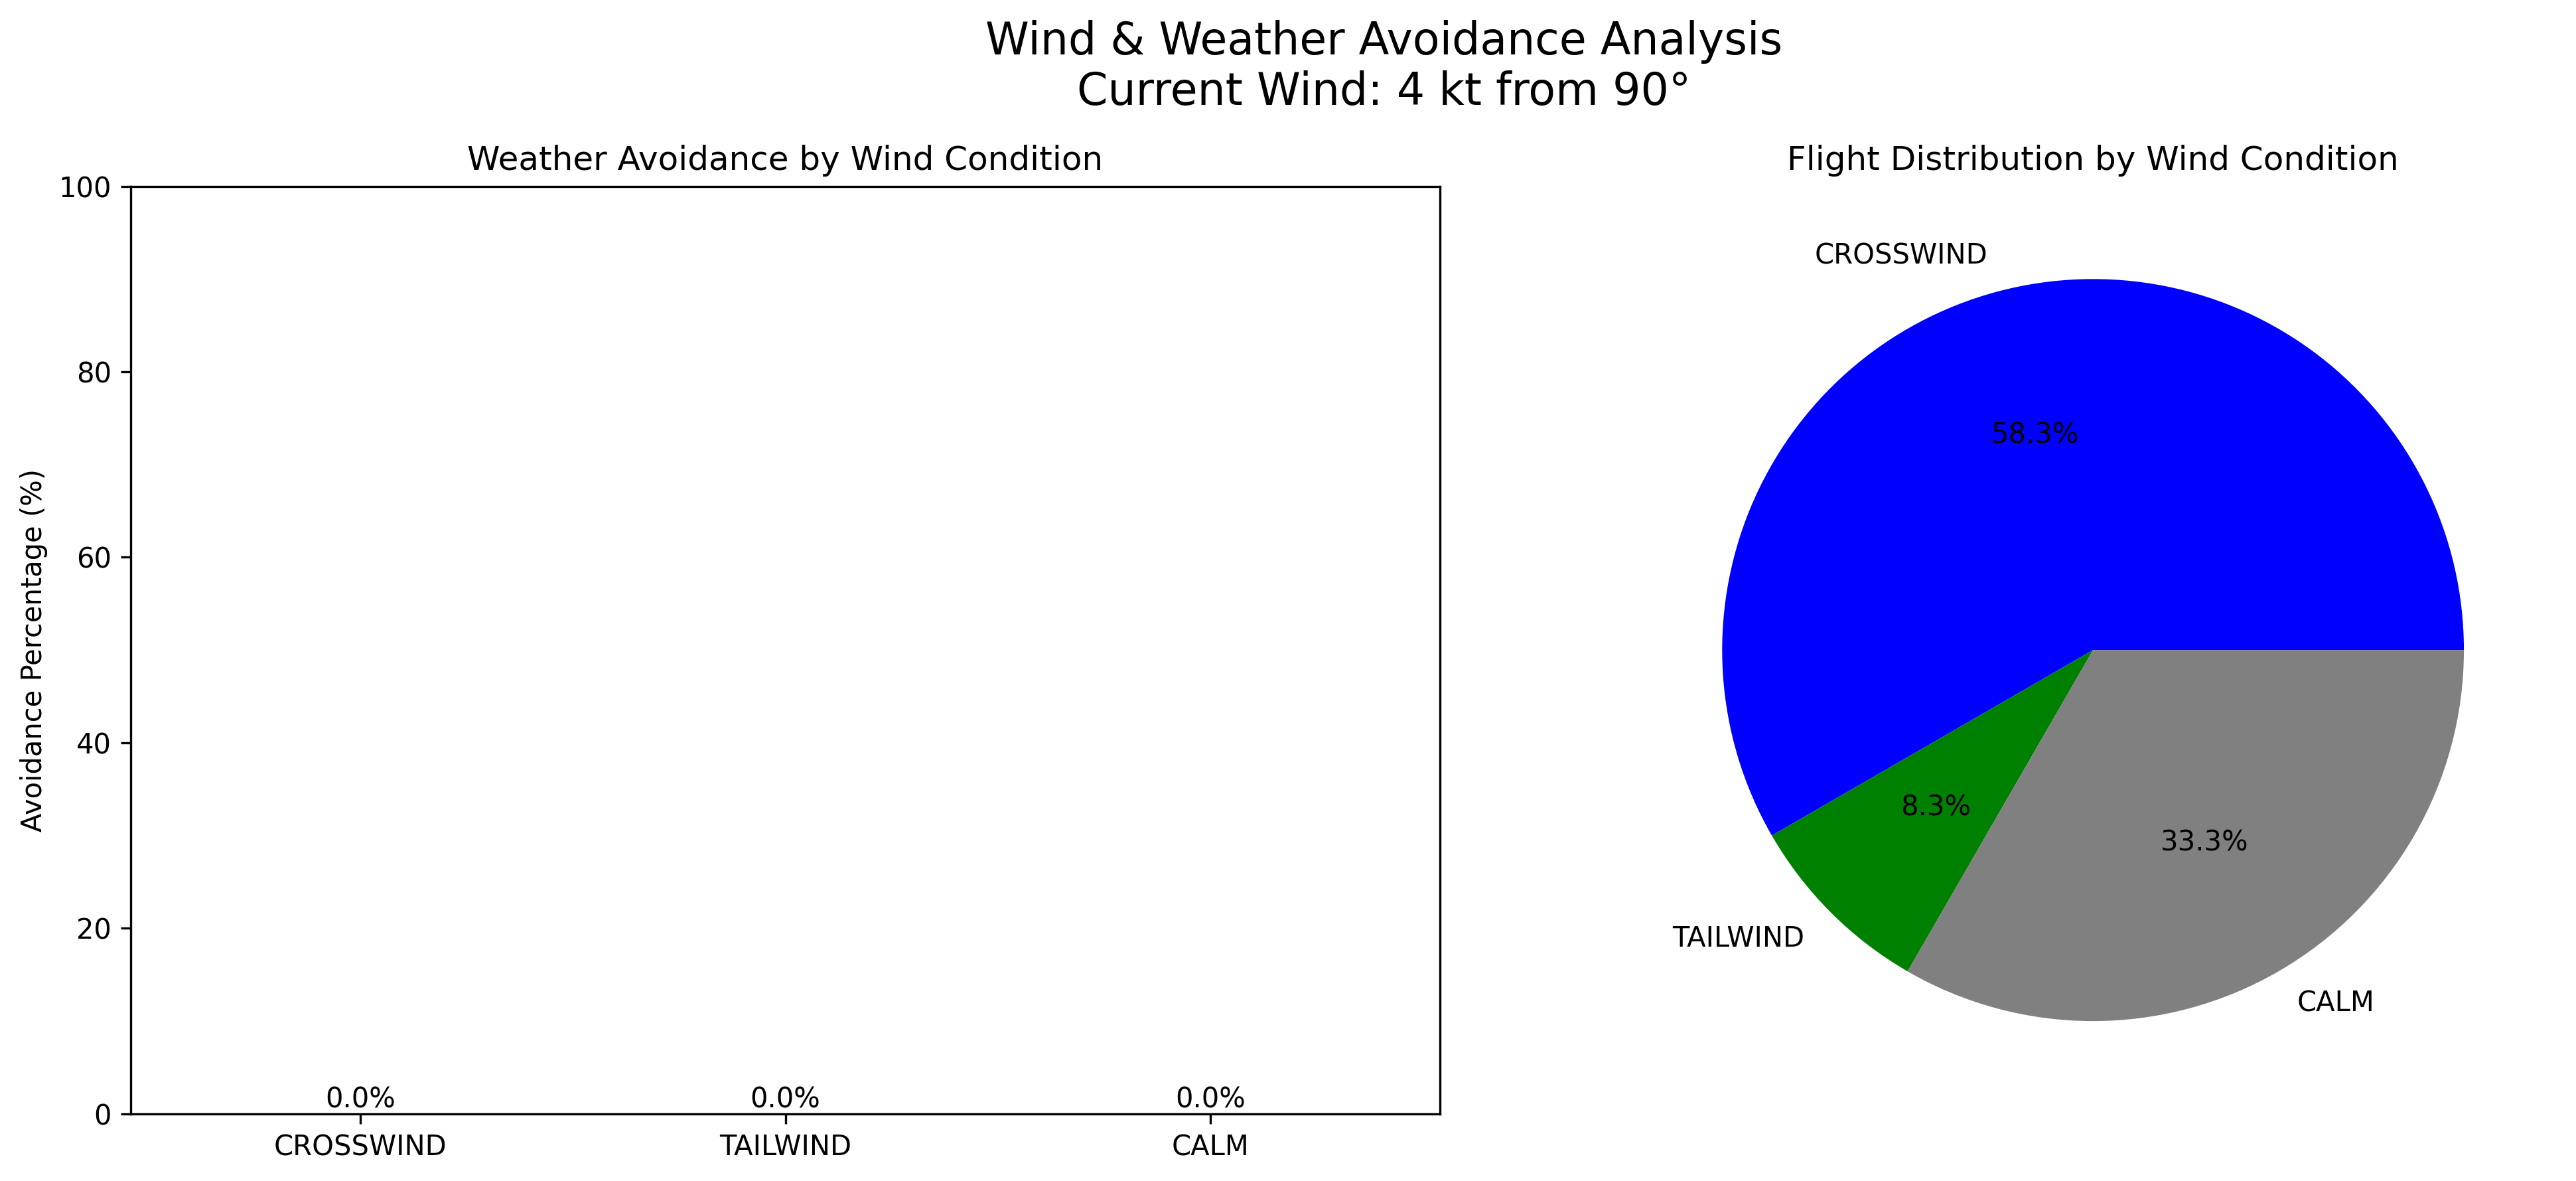 Wind & Weather Avoidance Analysis
Current Wind: 4 kt from 90°
Weather Avoidance by Wind Condition
100
80
60
40
20
0
Avoidance Percentage (%)
0.0%
0.0%
0.0%
CROSSWIND
TAILWIND
CALM
Flight Distribution by Wind Condition
CROSSWIND
58.3%
8.3%
33.3%
TAILWIND
CALM